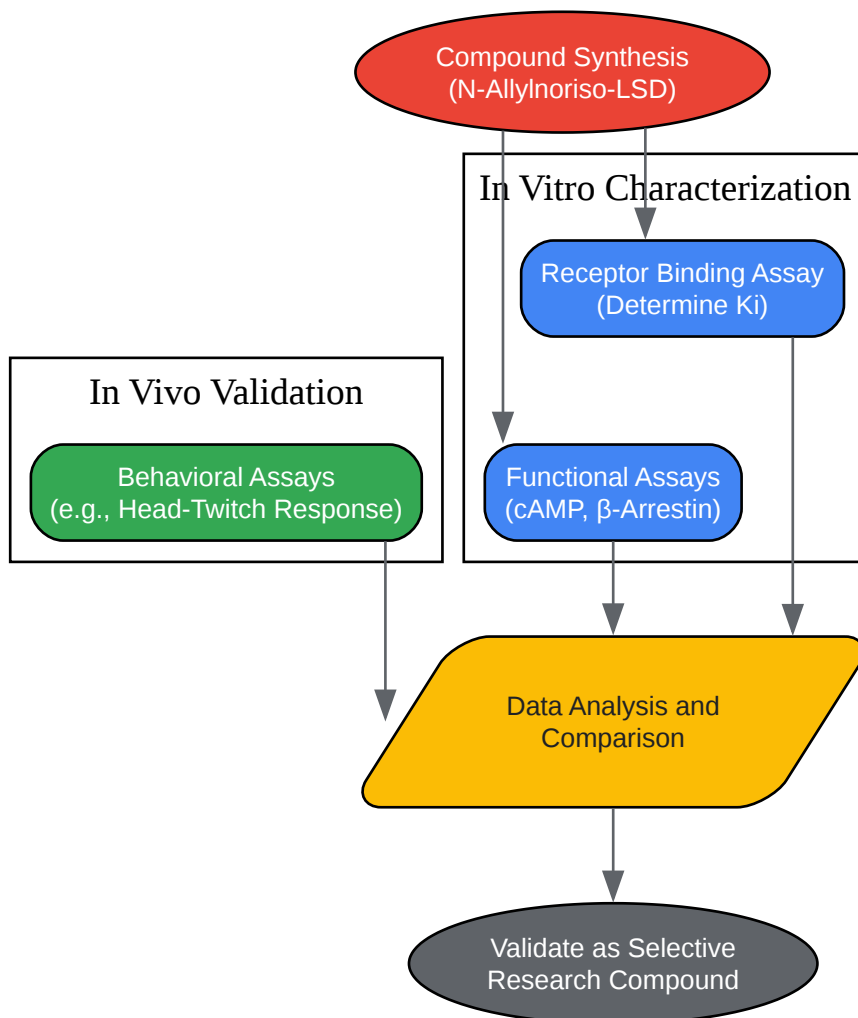 Compound Synthesis
(N-Allylnoriso-LSD)
In Vitro Characterization
Receptor Binding Assay
(Determine Ki)
In Vivo Validation
Behavioral Assays
(e.g., Head-Twitch Response)
Functional Assays
(cAMP, β-Arrestin)
Data Analysis and
Comparison
Validate as Selective
Research Compound